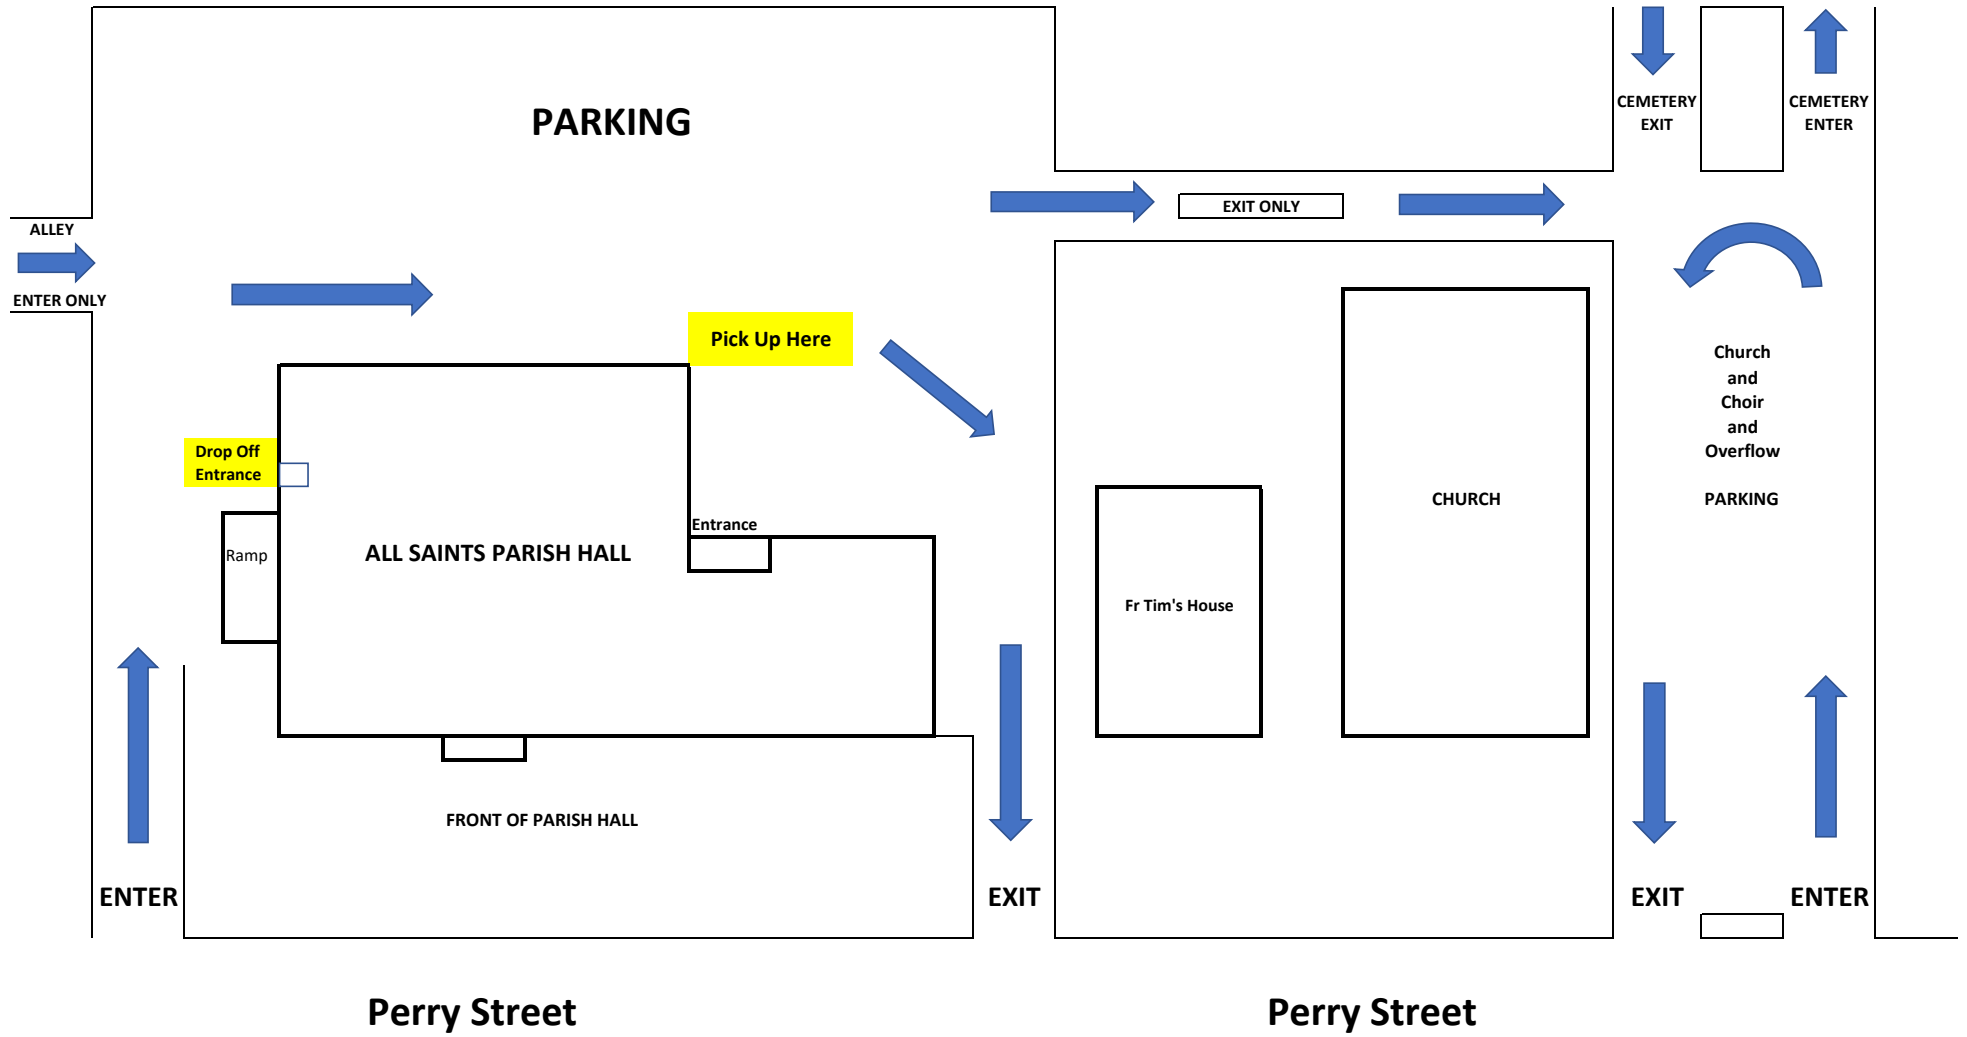 CEMETERY
EXIT
CEMETERY
ENTER
PARKING
EXIT ONLY
ALLEY
ENTER ONLY
Pick Up Here
Church
and
Choir
and
Overflow
PARKING
Drop Off
Entrance
CHURCH
Entrance
Ramp
ALL SAINTS PARISH HALL
Fr Tim's House
FRONT OF PARISH HALL
ENTER
EXIT
EXIT
ENTER
Perry Street
Perry Street